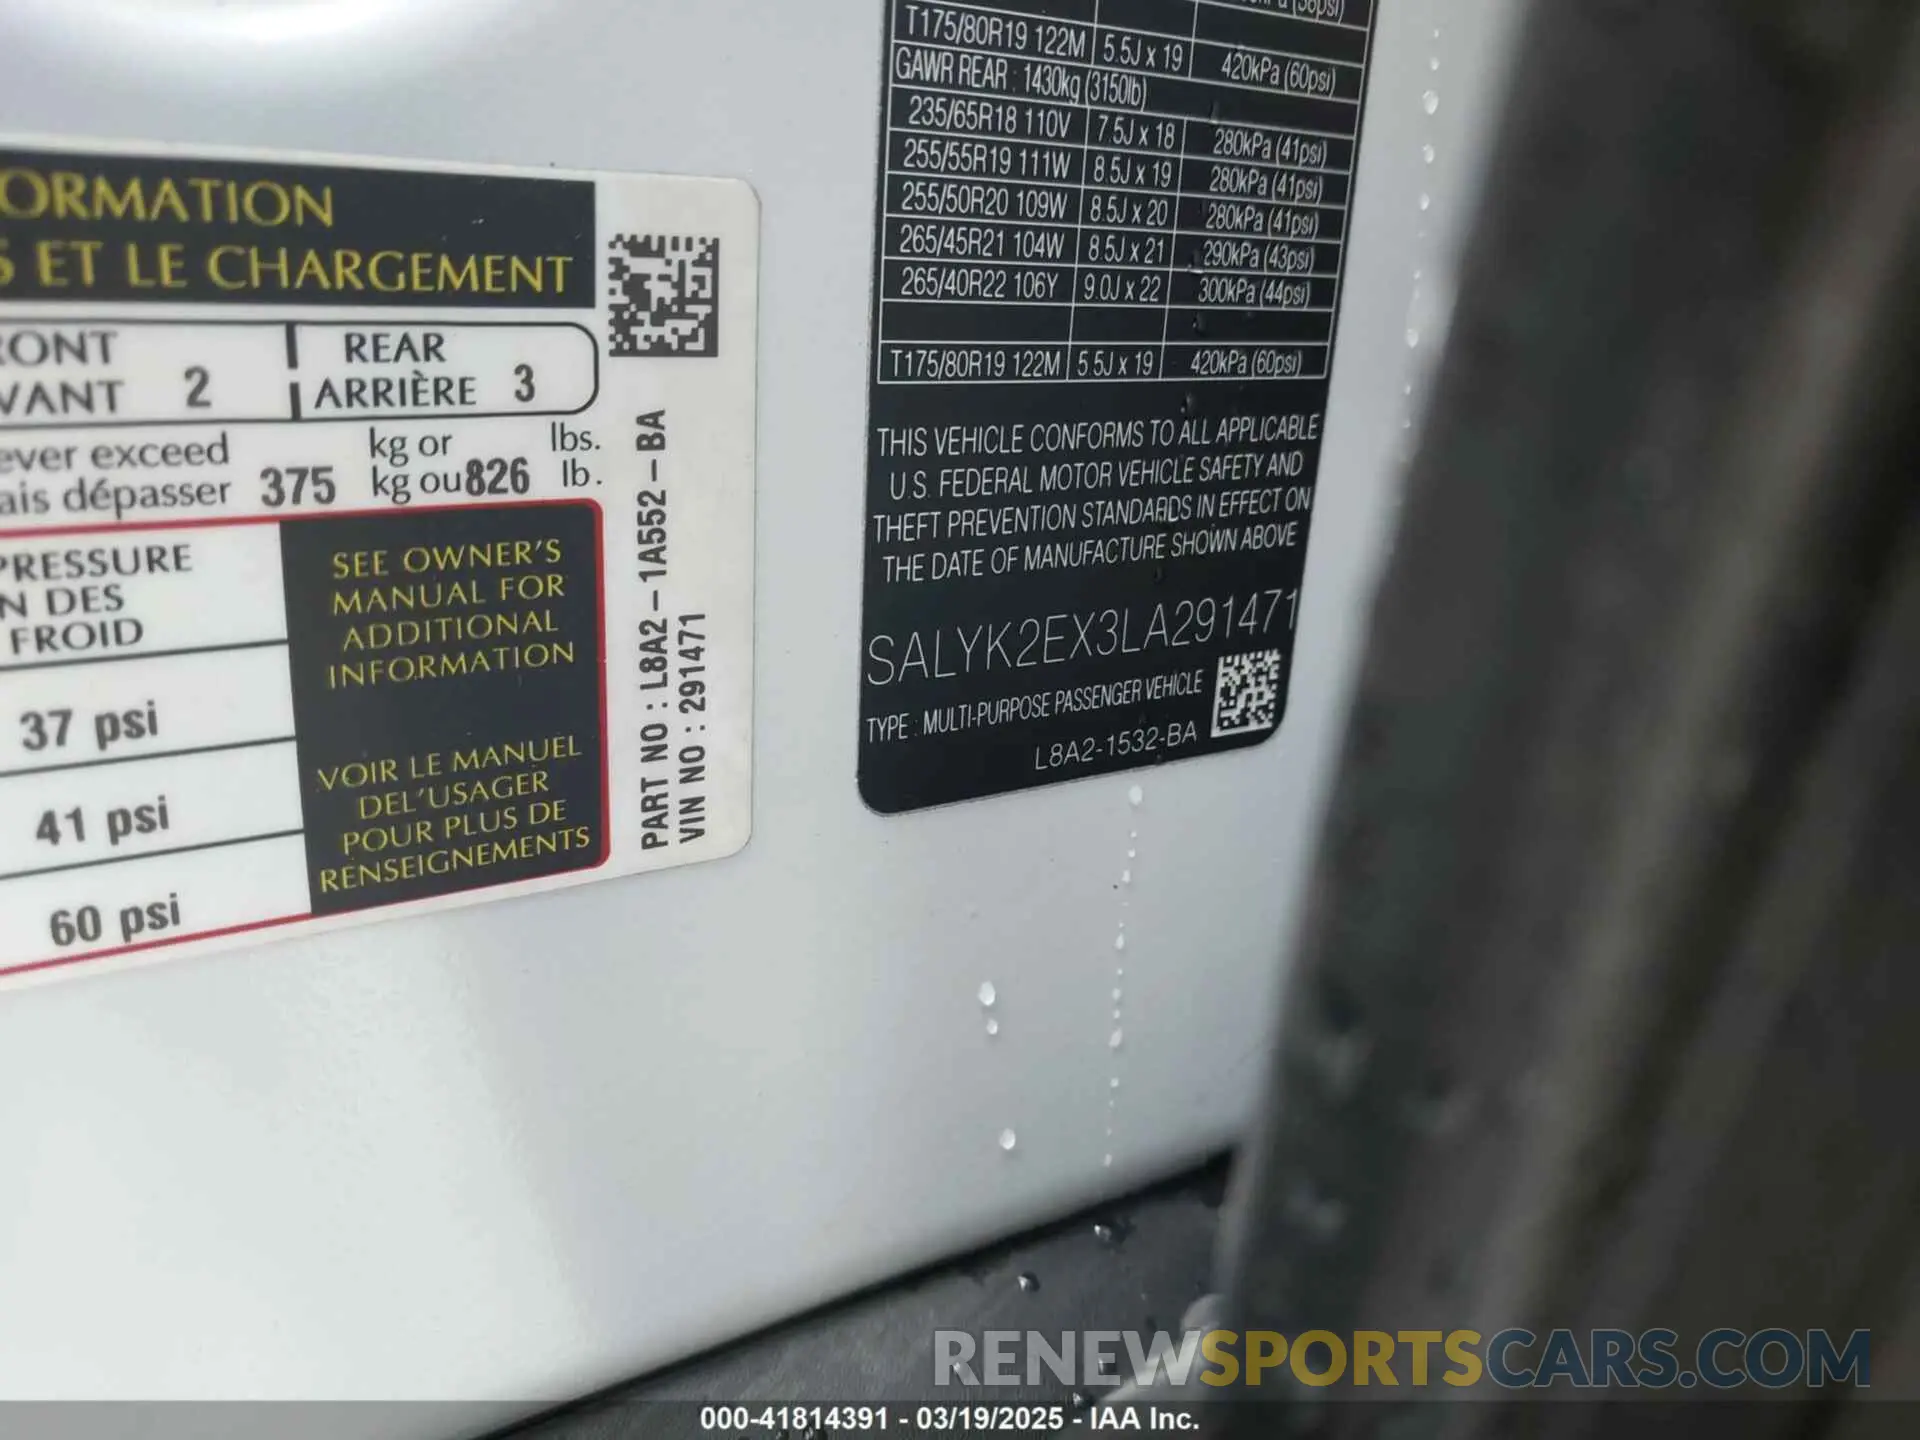 ORMATION
S ET LE CHARGEMENT
RONT
VANT 2
REAR
ARRIÈRE 3
ever exceed
ais dépasser 375 kg or
kg ou 826 lbs.
lb.
PRESSURE
N DES
FROID
37 psi
41 psi
60 psi
SEE OWNER'S
MANUAL FOR
ADDITIONAL
INFORMATION
VOIR LE MANUEL
DEL'USAGER
POUR PLUS DE
RENSEIGNEMENTS
PART NO : L8A2-1A552-BA
VIN NO : 291471
(38psi)
T175/80R19 122M 5.5J x 19 420kPa (60psi)
GAWR REAR : 1430kg (3150lb)
235/65R18 110V 7.5J x 18 280kPa (41psi)
255/55R19 111W 8.5J x 19 280kPa (41psi)
255/50R20 109W 8.5J x 20 280kPa (41psi)
265/45R21 104W 8.5J x 21 290kPa (43psi)
265/40R22 106Y 9.0J x 22 300kPa (44psi)
T175/80R19 122M 5.5J x 19 420kPa (60psi)
THIS VEHICLE CONFORMS TO ALL APPLICABLE
U.S. FEDERAL MOTOR VEHICLE SAFETY AND
THEFT PREVENTION STANDARDS IN EFFECT ON
THE DATE OF MANUFACTURE SHOWN ABOVE
SALYK2EX3LA291471
TYPE : MULTI-PURPOSE PASSENGER VEHICLE
L8A2-1532-BA
RENEWSPORTSCARS.COM
000-41814391 - 03/19/2025 - IAA Inc.